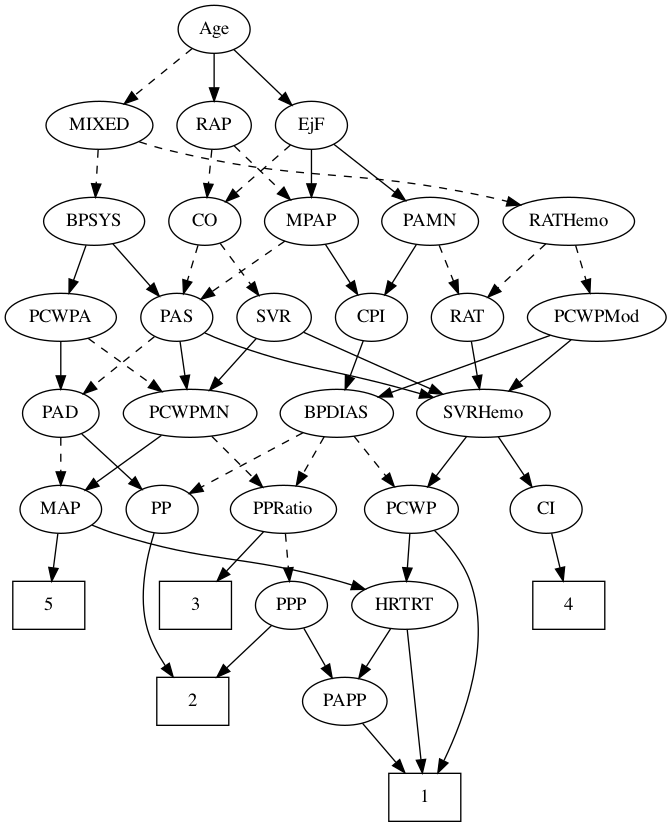 Age
MIXED
RAP
EjF
BPSYS
CO
MPAP
PAMN
RATHemo
PCWPA
PAS
SVR
CPI
RAT
PCWPMod
PAD
PCWPMN
BPDIAS
SVRHemo
MAP
PP
PPRatio
PCWP
CI
5
3
PPP
HRTRT
4
2
PAPP
1